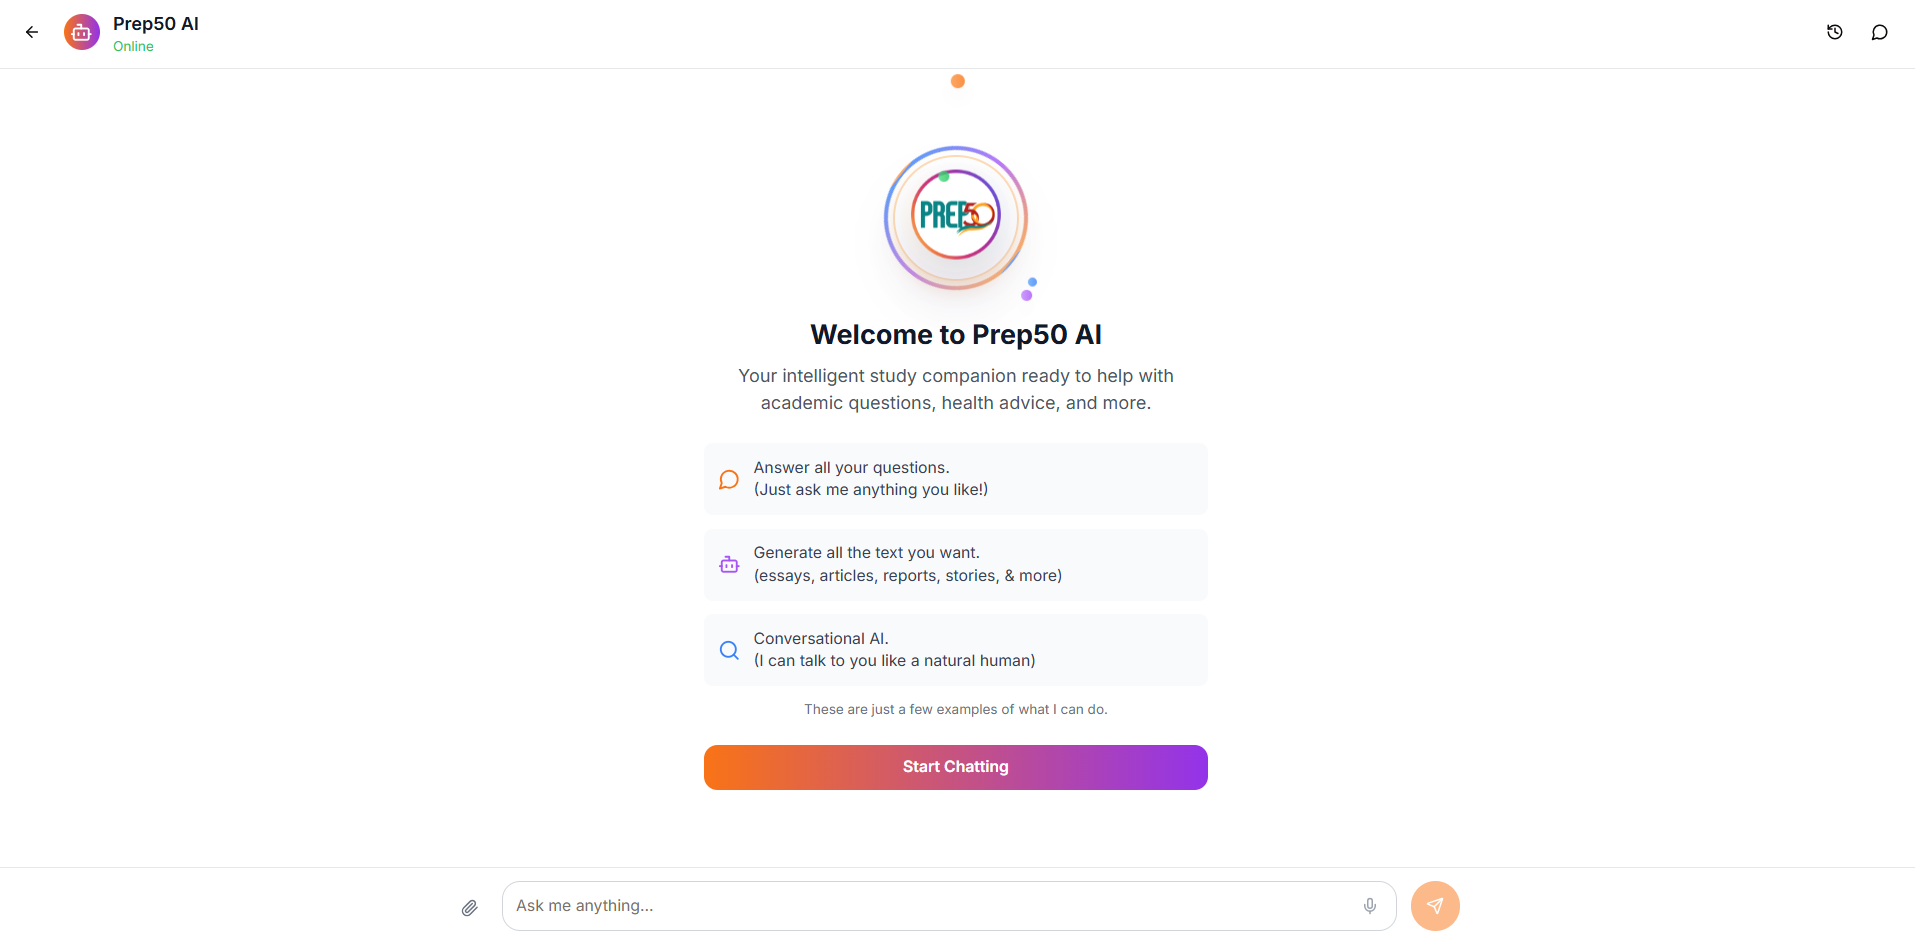 Prep50 AI
Online
PREP50
Welcome to Prep50 AI
Your intelligent study companion ready to help with
academic questions, health advice, and more.
Answer all your questions.
(Just ask me anything you like!)
Generate all the text you want.
(essays, articles, reports, stories, & more)
Conversational AI.
(I can talk to you like a natural human)
These are just a few examples of what I can do.
Start Chatting
Ask me anything...